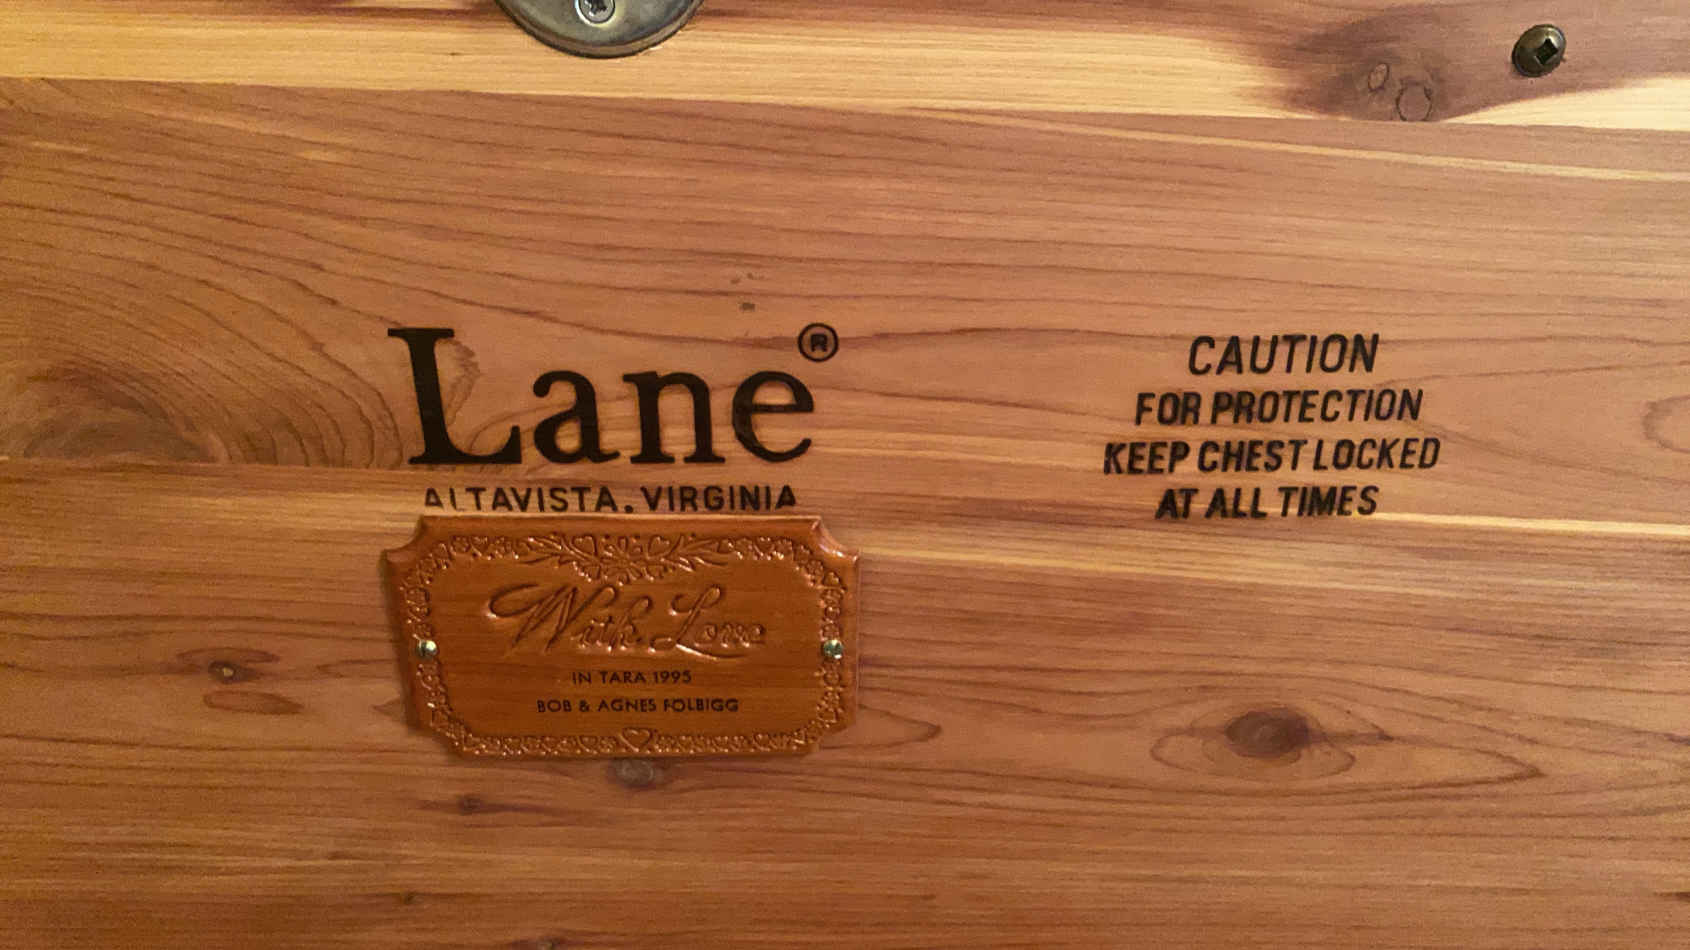 Lane®
ALTAVISTA, VIRGINIA
With Love
IN TARA 1995
BOB & AGNES FOLBIGG
CAUTION
FOR PROTECTION
KEEP CHEST LOCKED
AT ALL TIMES